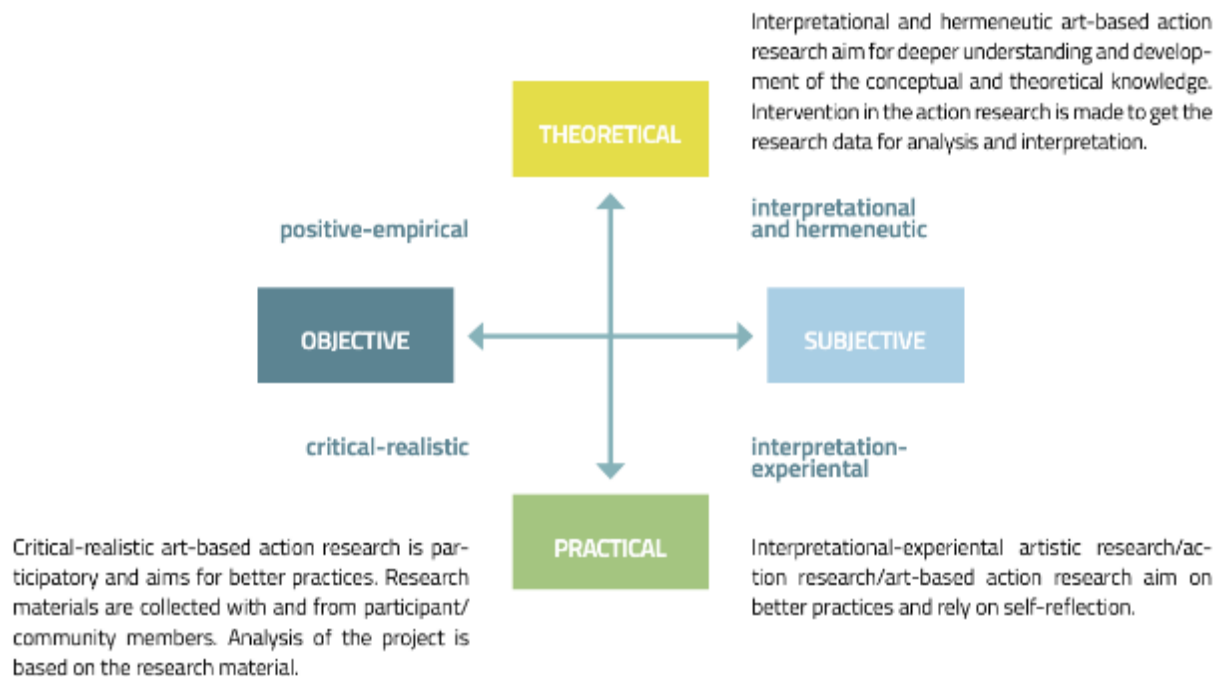 Interpretational and hermeneutic art-based action
research aim for deeper understanding and develop-
ment of the conceptual and theoretical knowledge.
Intervention in the action research is made to get the
research data for analysis and interpretation.
THEORETICAL
positive-empirical
interpretational
and hermeneutic
OBJECTIVE
SUBJECTIVE
critical-realistic
interpretation-
experiental
PRACTICAL
Critical-realistic art-based action research is par-
ticipatory and aims for better practices. Research
materials are collected with and from participant/
community members. Analysis of the project is
based on the research material.
Interpretational-experiental artistic research/ac-
tion research/art-based action research aim on
better practices and rely on self-reflection.